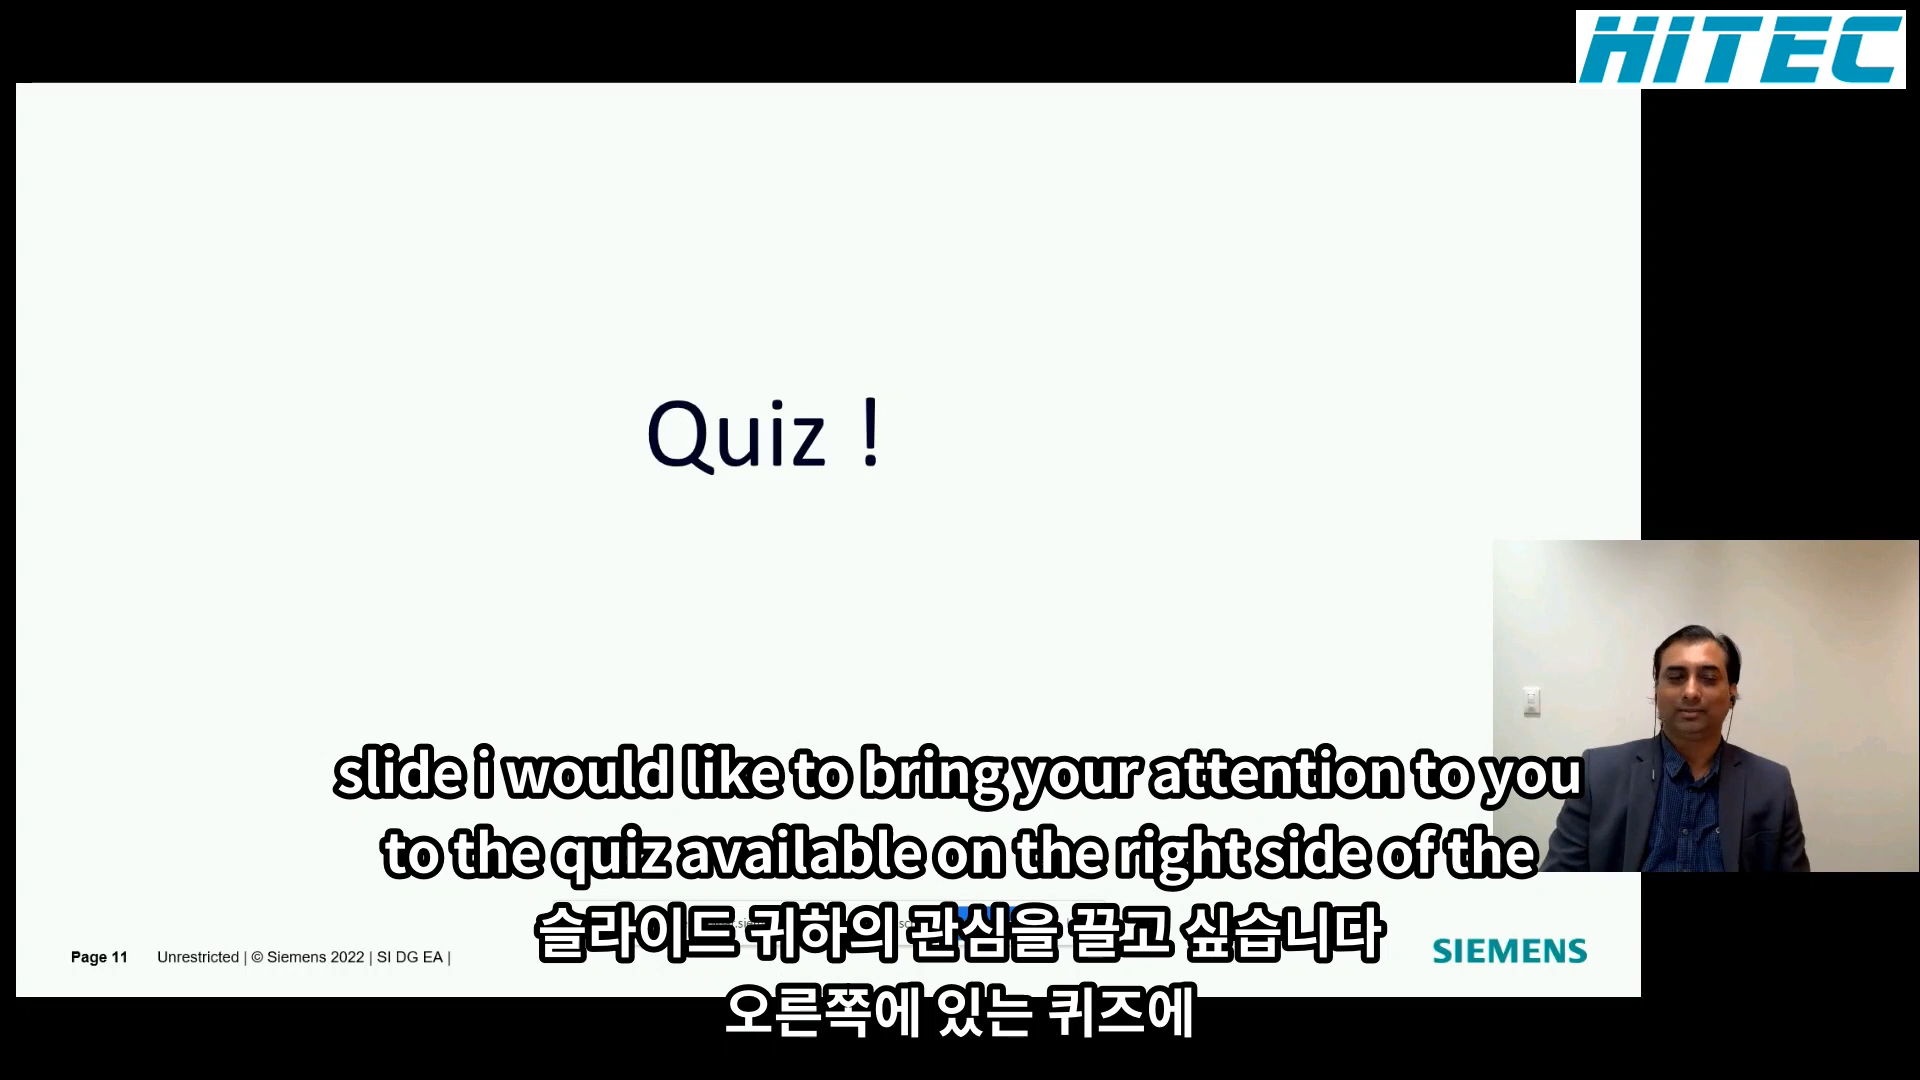 HITEC
Quiz !
slide i would like to bring your attention to you
to the quiz available on the right side of the
슬라이드 귀하의 관심을 끌고 싶습니다
오른쪽에 있는 퀴즈에
Page 11 Unrestricted | © Siemens 2022 | SI DG EA |
SIEMENS